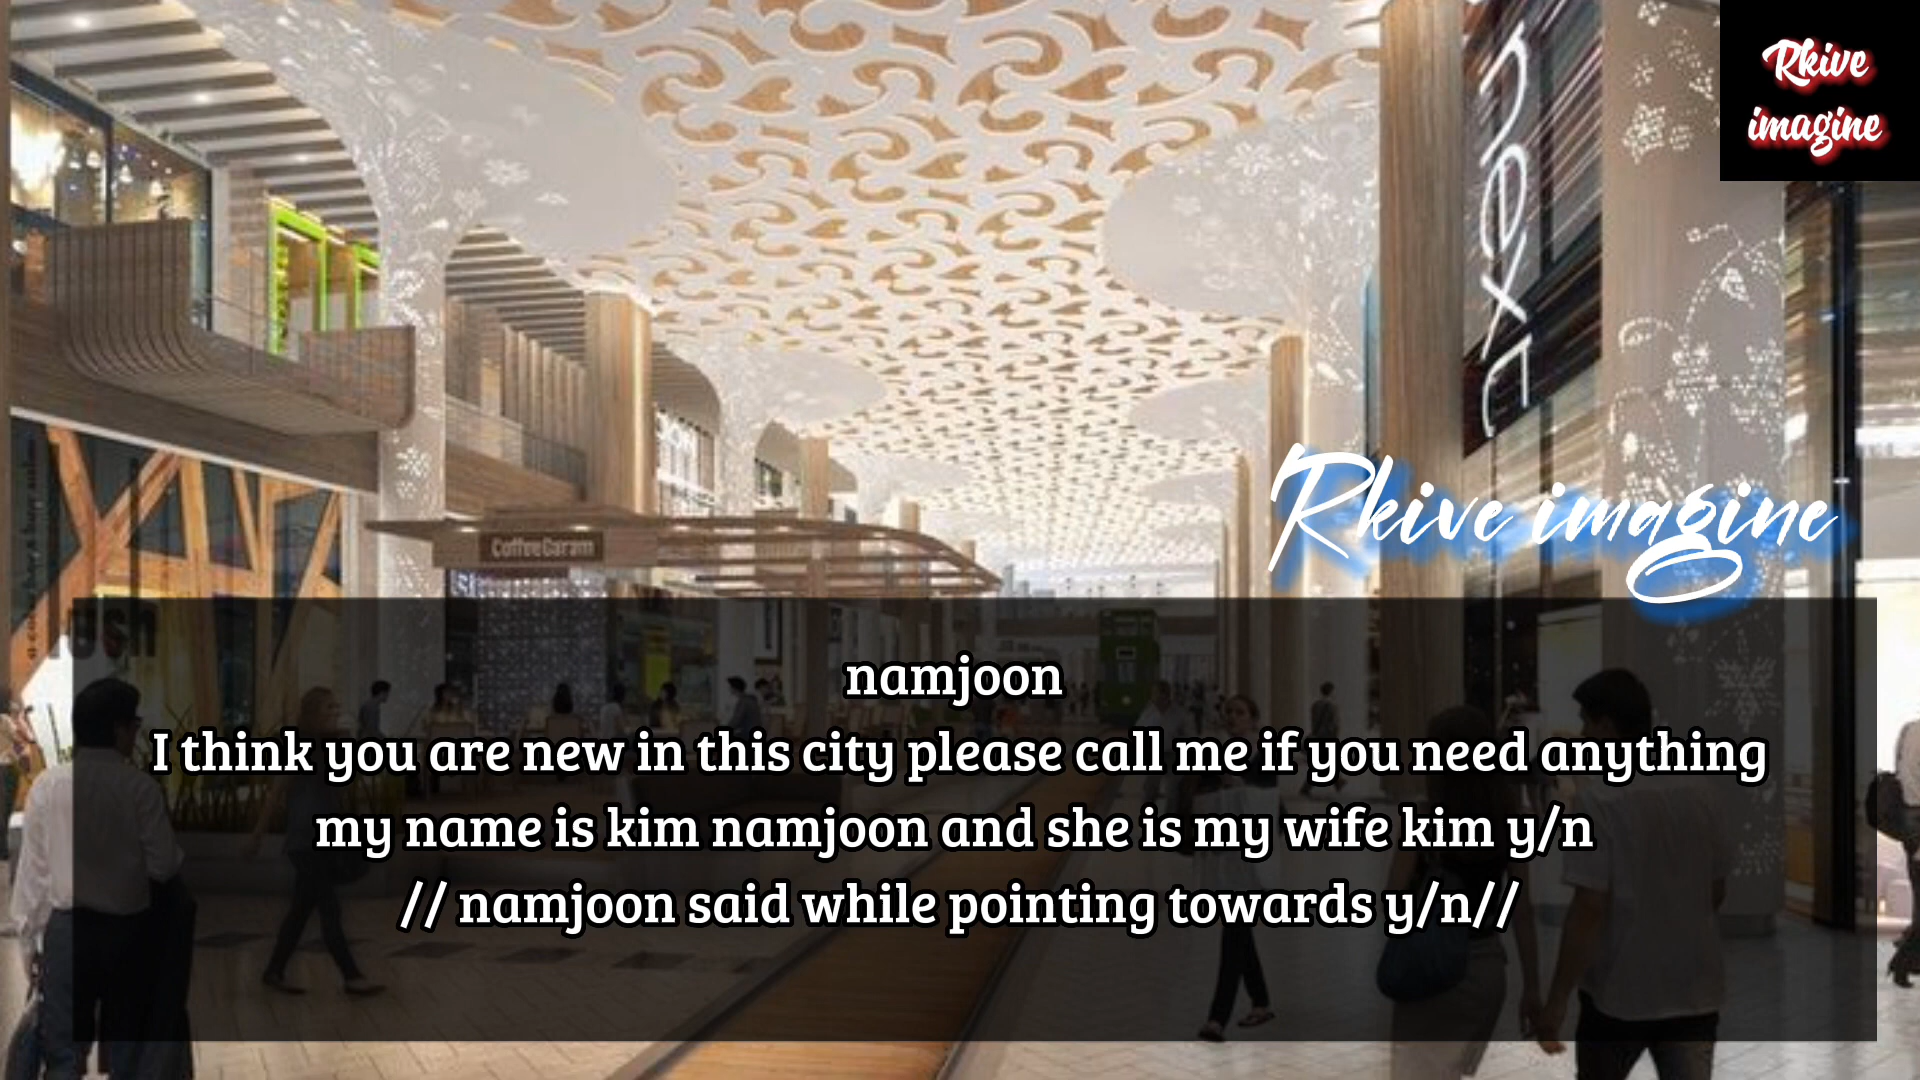 Rkive
imagine
next
CoffeeGaram
Rkive imagine
namjoon
I think you are new in this city please call me if you need anything
my name is kim namjoon and she is my wife kim y/n
// namjoon said while pointing towards y/n//